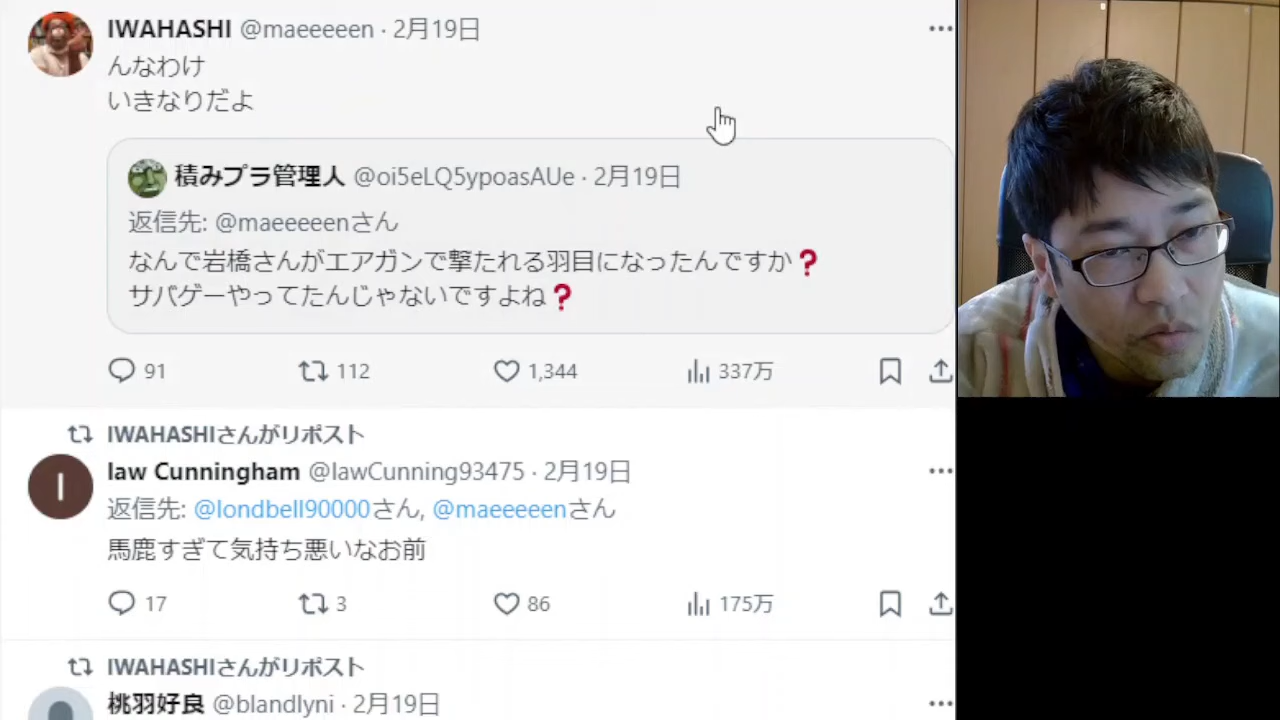 IWAHASHI @maeeeeen · 2月19日
んなわけ
いきなりだよ
積みプラ管理人 @oi5eLQ5ypoasAUe · 2月19日
返信先: @maeeeeenさん
なんで岩橋さんがエアガンで撃たれる羽目になったんですか❓
サバゲーやってたんじゃないですよね❓
91 112 1,344 337万
IWAHASHIさんがリポスト
law Cunningham @lawCunning93475 · 2月19日
返信先: @londbell90000さん, @maeeeeenさん
馬鹿すぎて気持ち悪いなお前
17 3 86 175万
IWAHASHIさんがリポスト
桃羽好良 @blandlyni · 2月19日